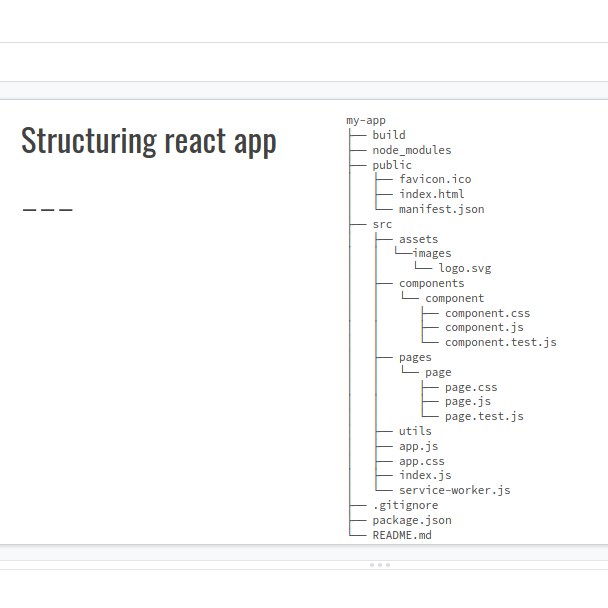 Structuring react app
---
my-app
├── build
├── node_modules
├── public
│   ├── favicon.ico
│   ├── index.html
│   └── manifest.json
├── src
│   ├── assets
│   │   └──images
│   │       └── logo.svg
│   ├── components
│   │   └── component
│   │       ├── component.css
│   │       ├── component.js
│   │       └── component.test.js
│   ├── pages
│   │   └── page
│   │       ├── page.css
│   │       ├── page.js
│   │       └── page.test.js
│   ├── utils
│   ├── app.js
│   ├── app.css
│   ├── index.js
│   └── service-worker.js
├── .gitignore
├── package.json
└── README.md